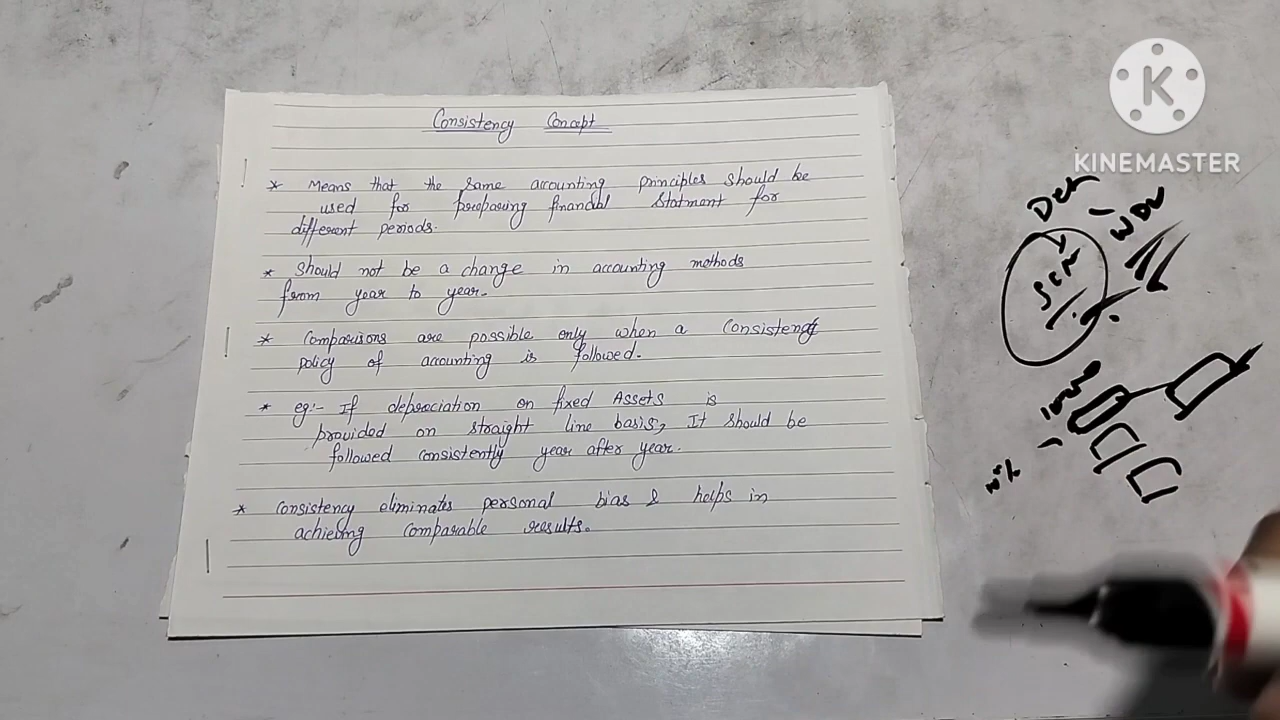 Consistency Concept
* Means that the same accounting principles should be
used for preparing financial statment for
different periods.
* Should not be a change in accounting methods
from year to year.
* Comparisions are possible only when a consistent
policy of accounting is followed.
* eg:- If depreciation on fixed Assets is
provided on straight line basis, It should be
followed consistently year after year.
* Consistency eliminates personal bias & helps in
achieving comparable results.
KINEMASTER
WDV
10%